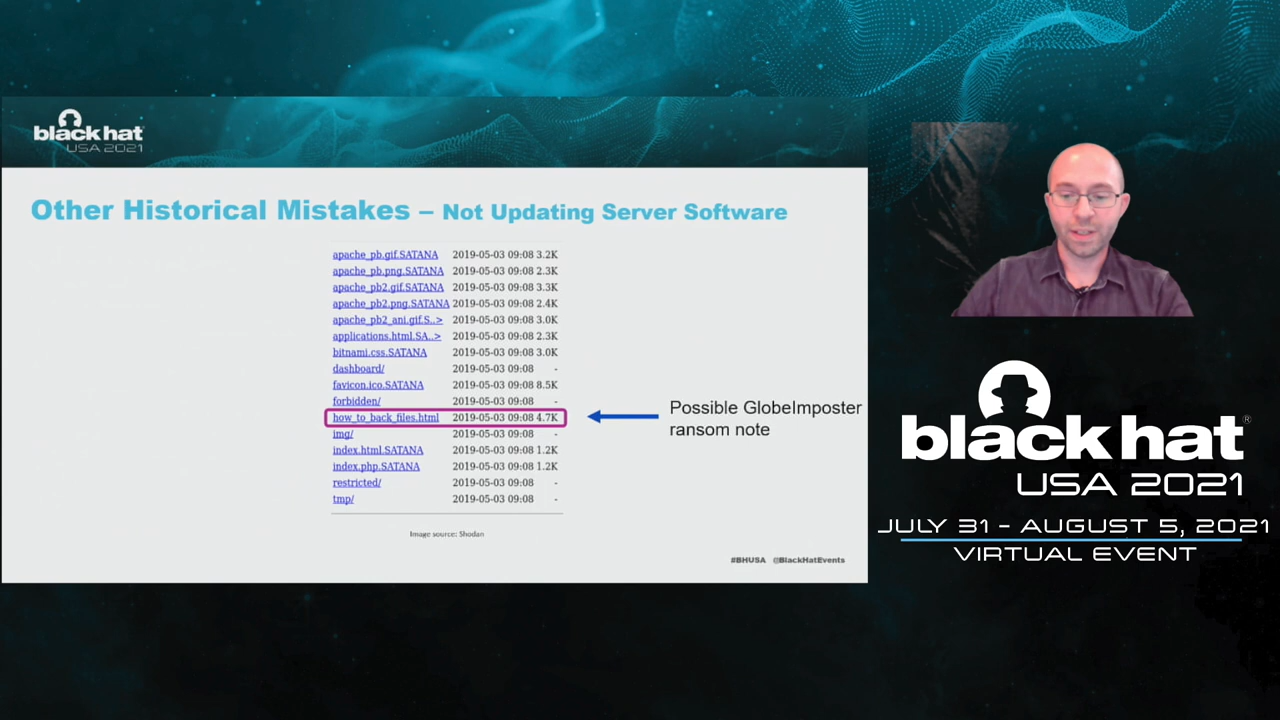 black hat
USA 2021
Other Historical Mistakes – Not Updating Server Software
apache_pb.gif.SATANA 2019-05-03 09:08 3.2K
apache_pb.png.SATANA 2019-05-03 09:08 2.3K
apache_pb2.gif.SATANA 2019-05-03 09:08 3.3K
apache_pb2.png.SATANA 2019-05-03 09:08 2.4K
apache_pb2_ani.gif.S..> 2019-05-03 09:08 3.0K
applications.html.SA..> 2019-05-03 09:08 2.3K
bitnami.css.SATANA 2019-05-03 09:08 3.0K
dashboard/ 2019-05-03 09:08 -
favicon.ico.SATANA 2019-05-03 09:08 8.5K
forbidden/ 2019-05-03 09:08 -
how_to_back_files.html 2019-05-03 09:08 4.7K
img/ 2019-05-03 09:08 -
index.html.SATANA 2019-05-03 09:08 1.2K
index.php.SATANA 2019-05-03 09:08 1.2K
restricted/ 2019-05-03 09:08 -
tmp/ 2019-05-03 09:08 -
Possible GlobeImposter
ransom note
Image source: Shodan
#BHUSA @BlackHatEvents
black hat®
USA 2021
JULY 31 - AUGUST 5, 2021
VIRTUAL EVENT